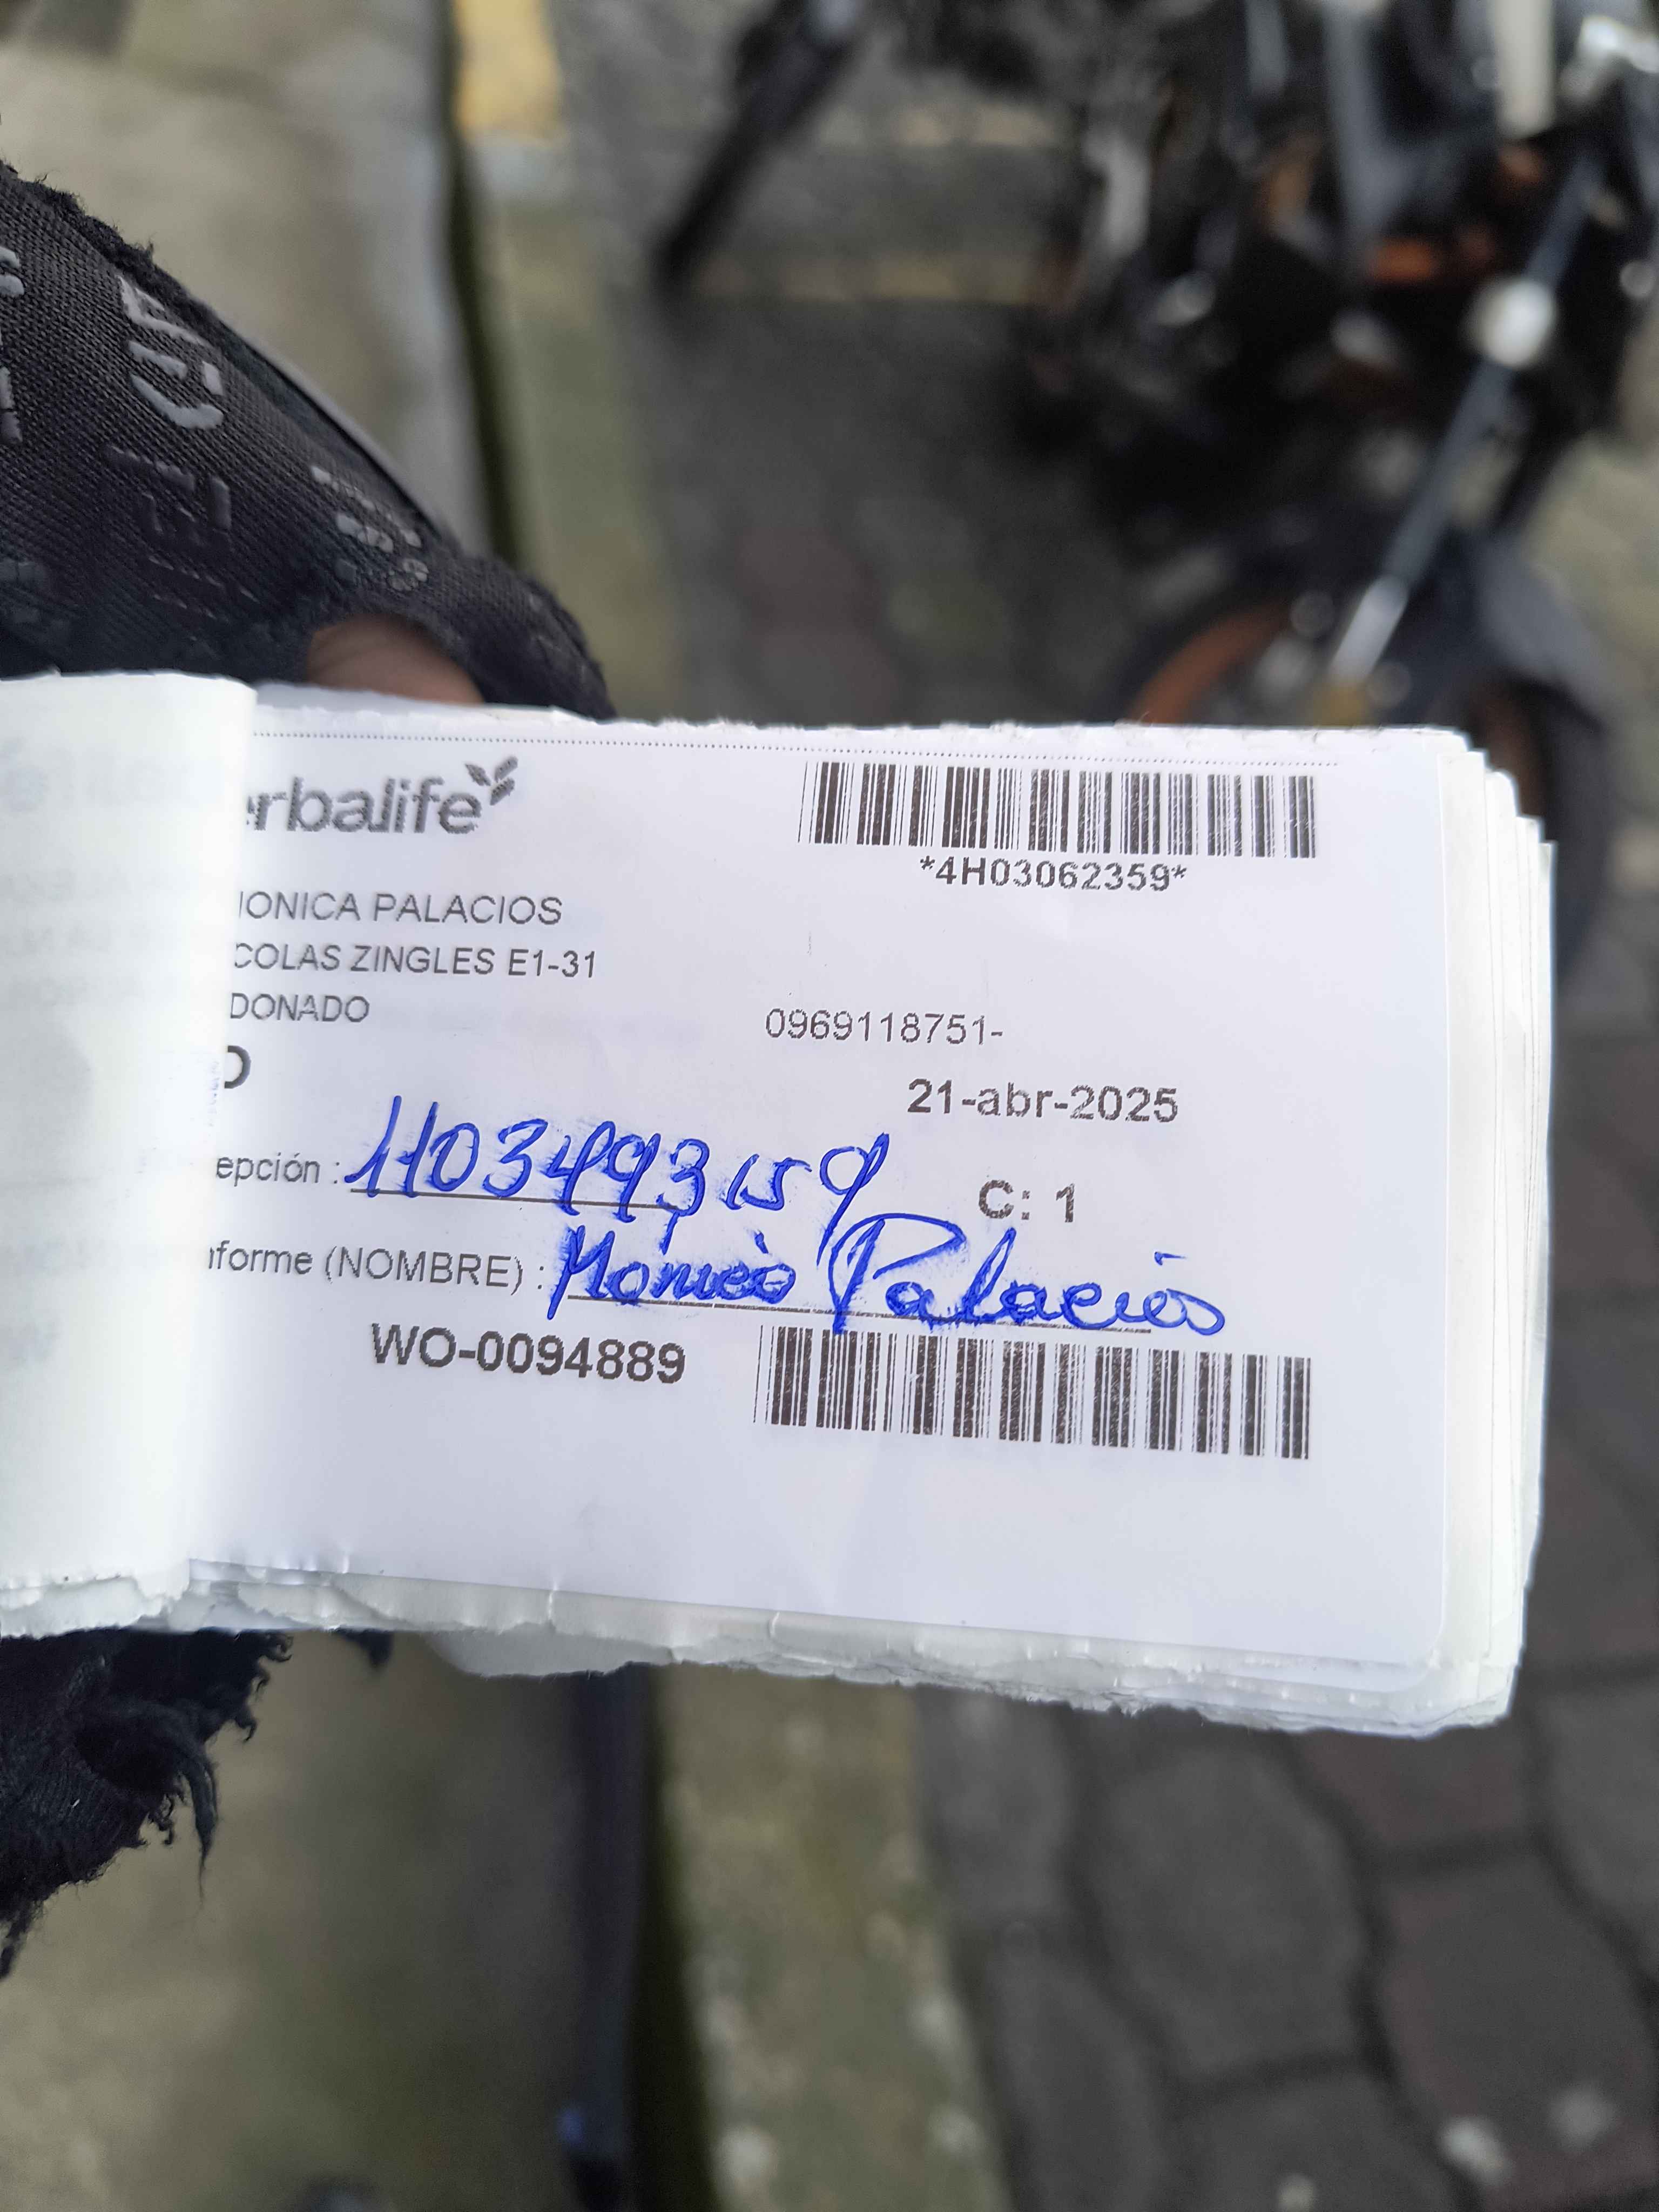 erbalife
*4H03062359*
ONICA PALACIOS
COLAS ZINGLES E1-31
DONADO
0969118751-
O
21-abr-2025
epción : 1103493159
C: 1
nforme (NOMBRE) : Monica Palacios
WO-0094889